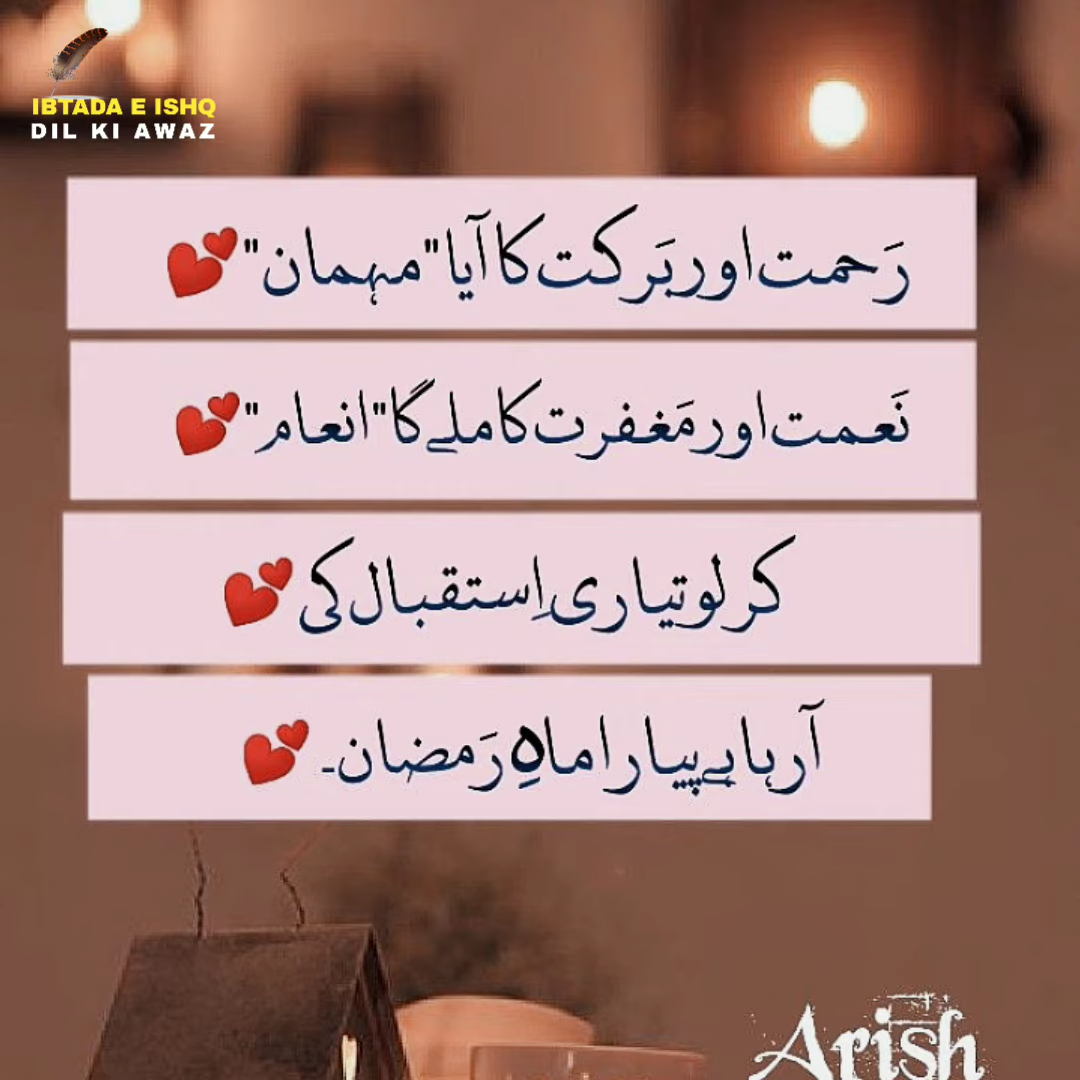 IBTADA E ISHQ
DIL KI AWAZ
رَحمت اور بَرکت کا آیا "مہمان" 💕
نَعمت اور مَغفرت کا ملے گا "انعام" 💕
کر لو تیاری اِستقبال کی 💕
آرہا ہے پیارا ماہِ رَمضان۔ 💕
Arish